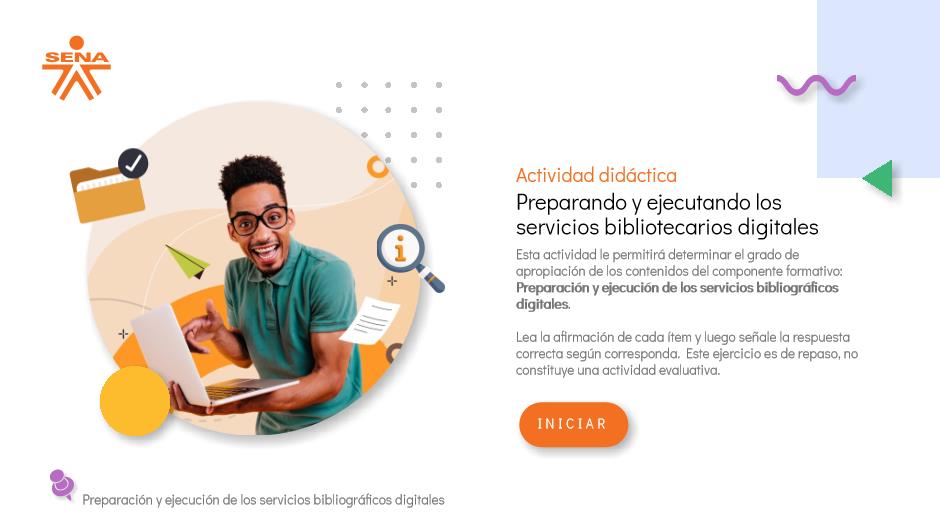 SENA
Actividad didáctica
Preparando y ejecutando los
servicios bibliotecarios digitales
Esta actividad le permitirá determinar el grado de
apropiación de los contenidos del componente formativo:
Preparación y ejecución de los servicios bibliográficos
digitales.
Lea la afirmación de cada ítem y luego señale la respuesta
correcta según corresponda. Este ejercicio es de repaso, no
constituye una actividad evaluativa.
INICIAR
Preparación y ejecución de los servicios bibliográficos digitales